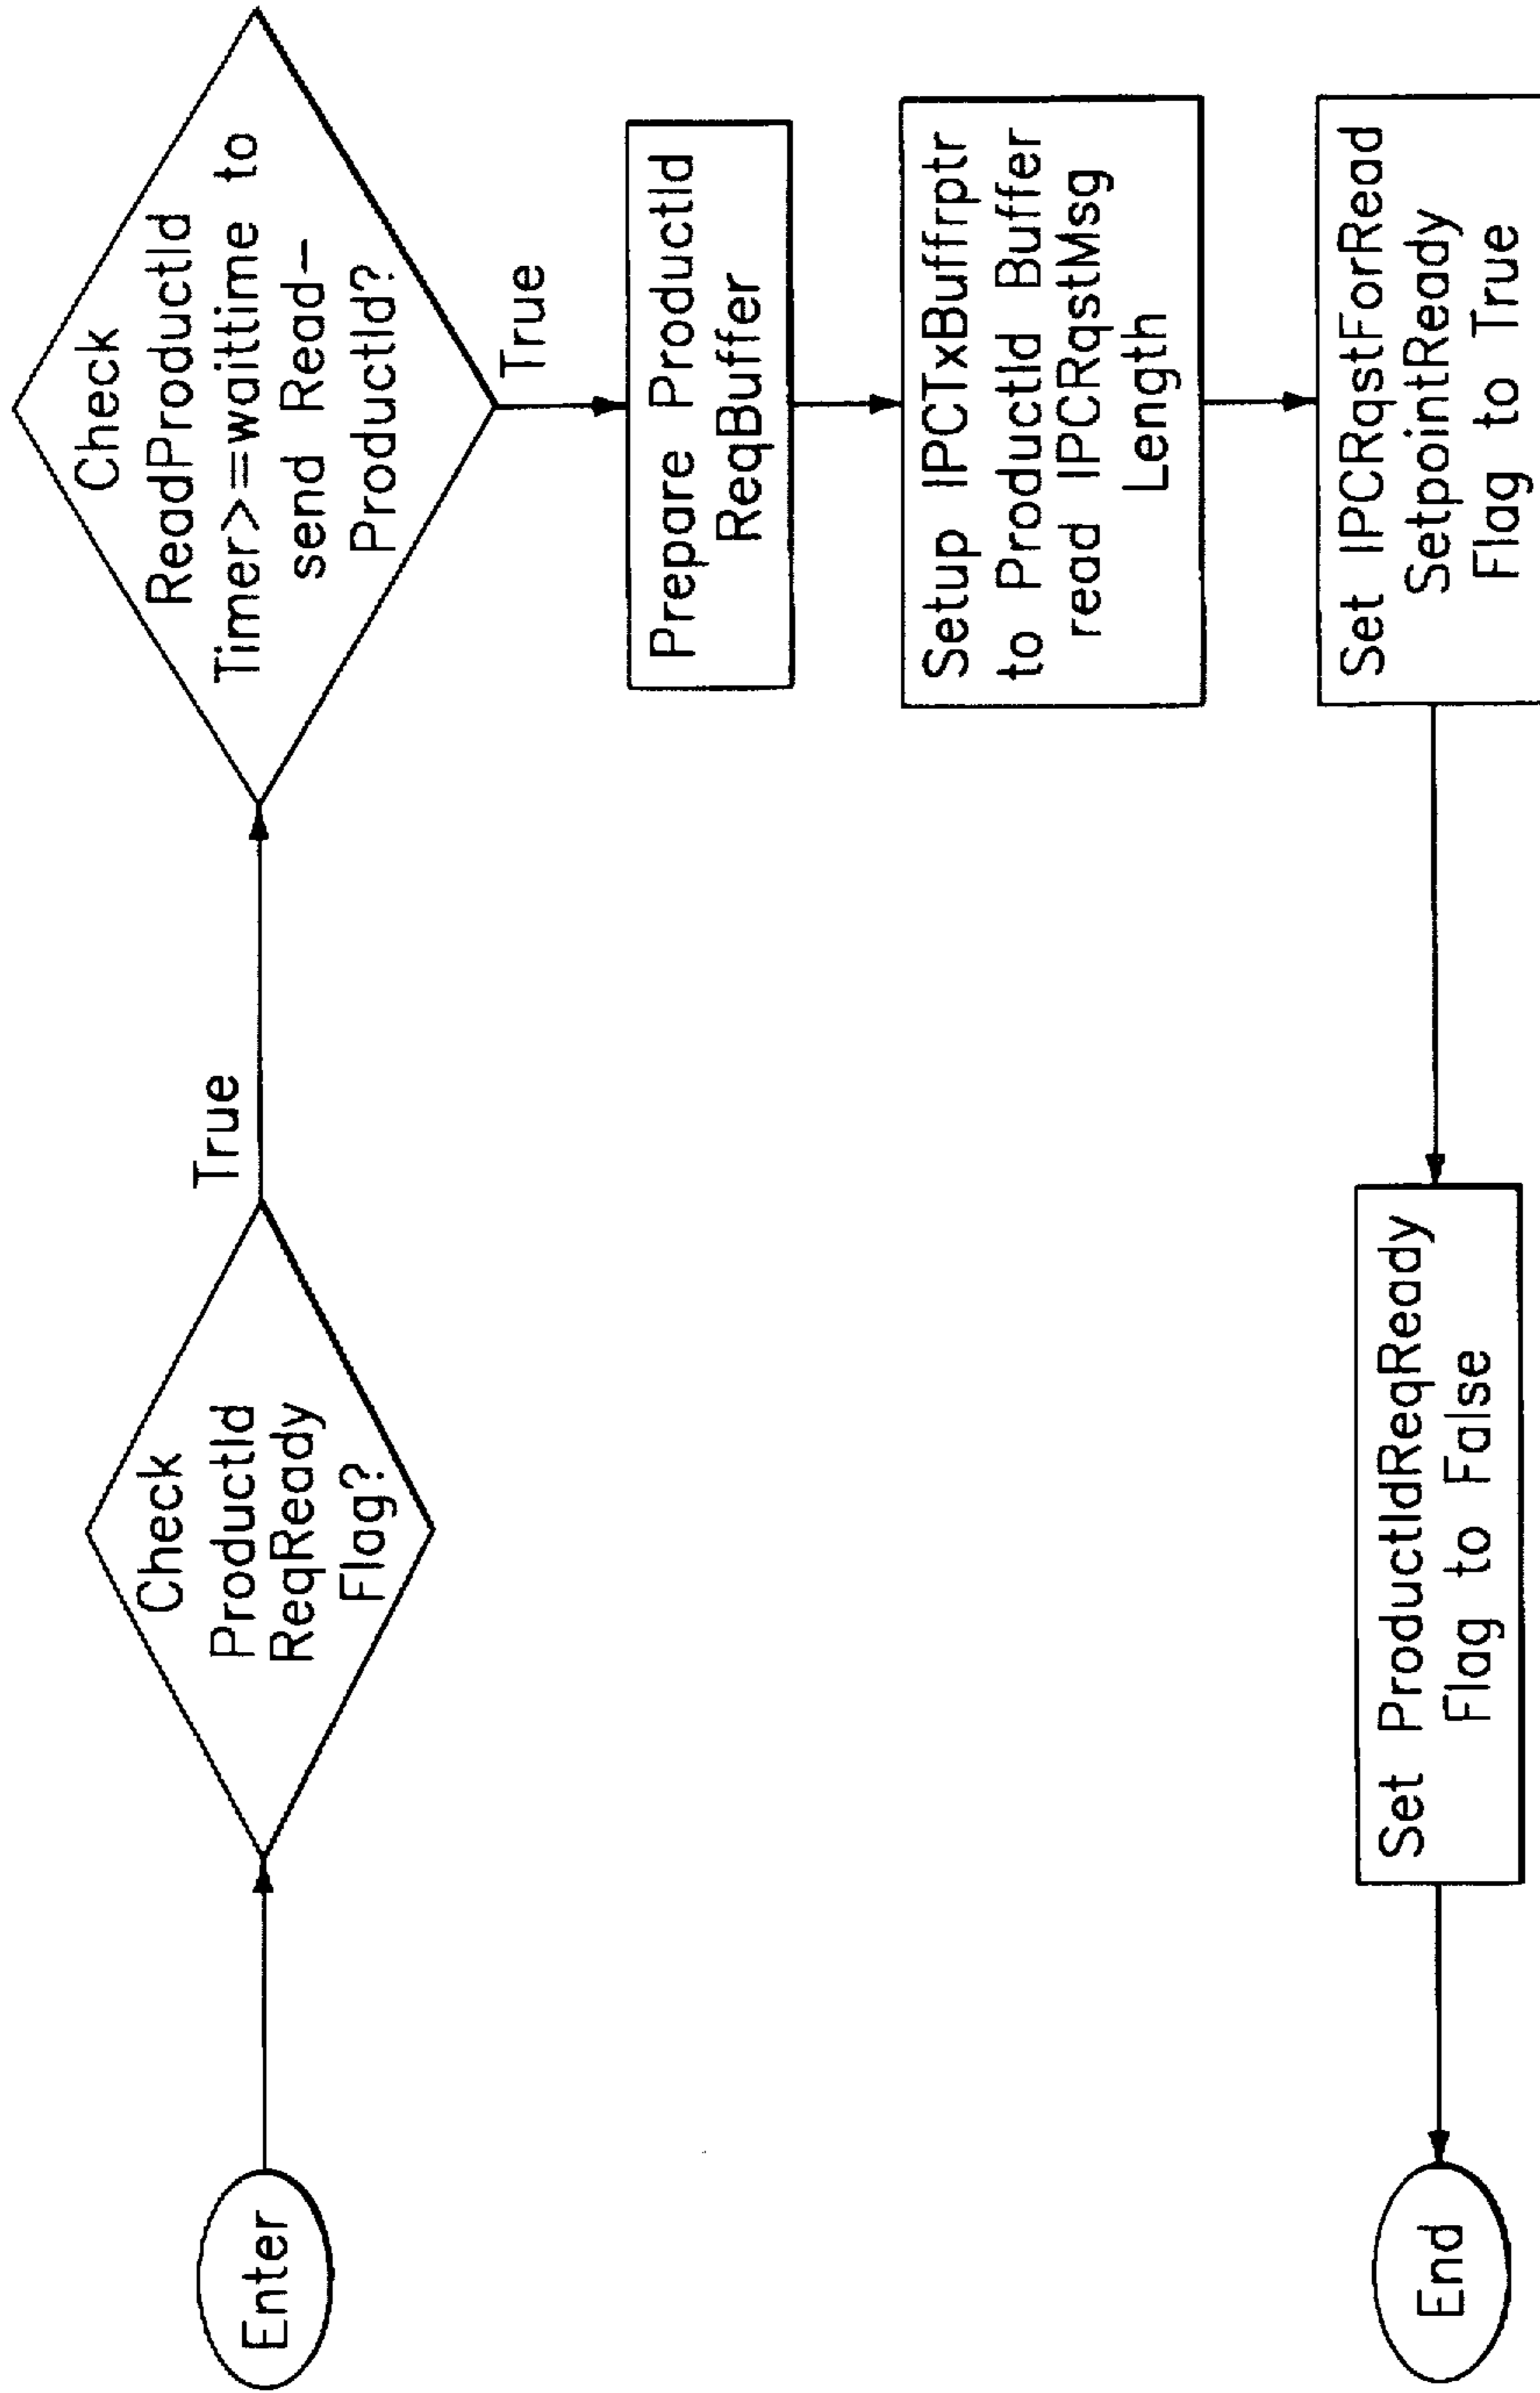 Enter
Check
ProductId
ReqReady
Flag?
True
Check
ReadProductId
Timer>=waittime to
send Read-
ProductId?
True
Prepare ProductId
ReqBuffer
Setup IPCTxBuffrptr
to ProductId Buffer
read IPCRqstMsg
Length
Set IPCRqstForRead
SetpointReady
Flag to True
Set ProductIdReqReady
Flag to False
End